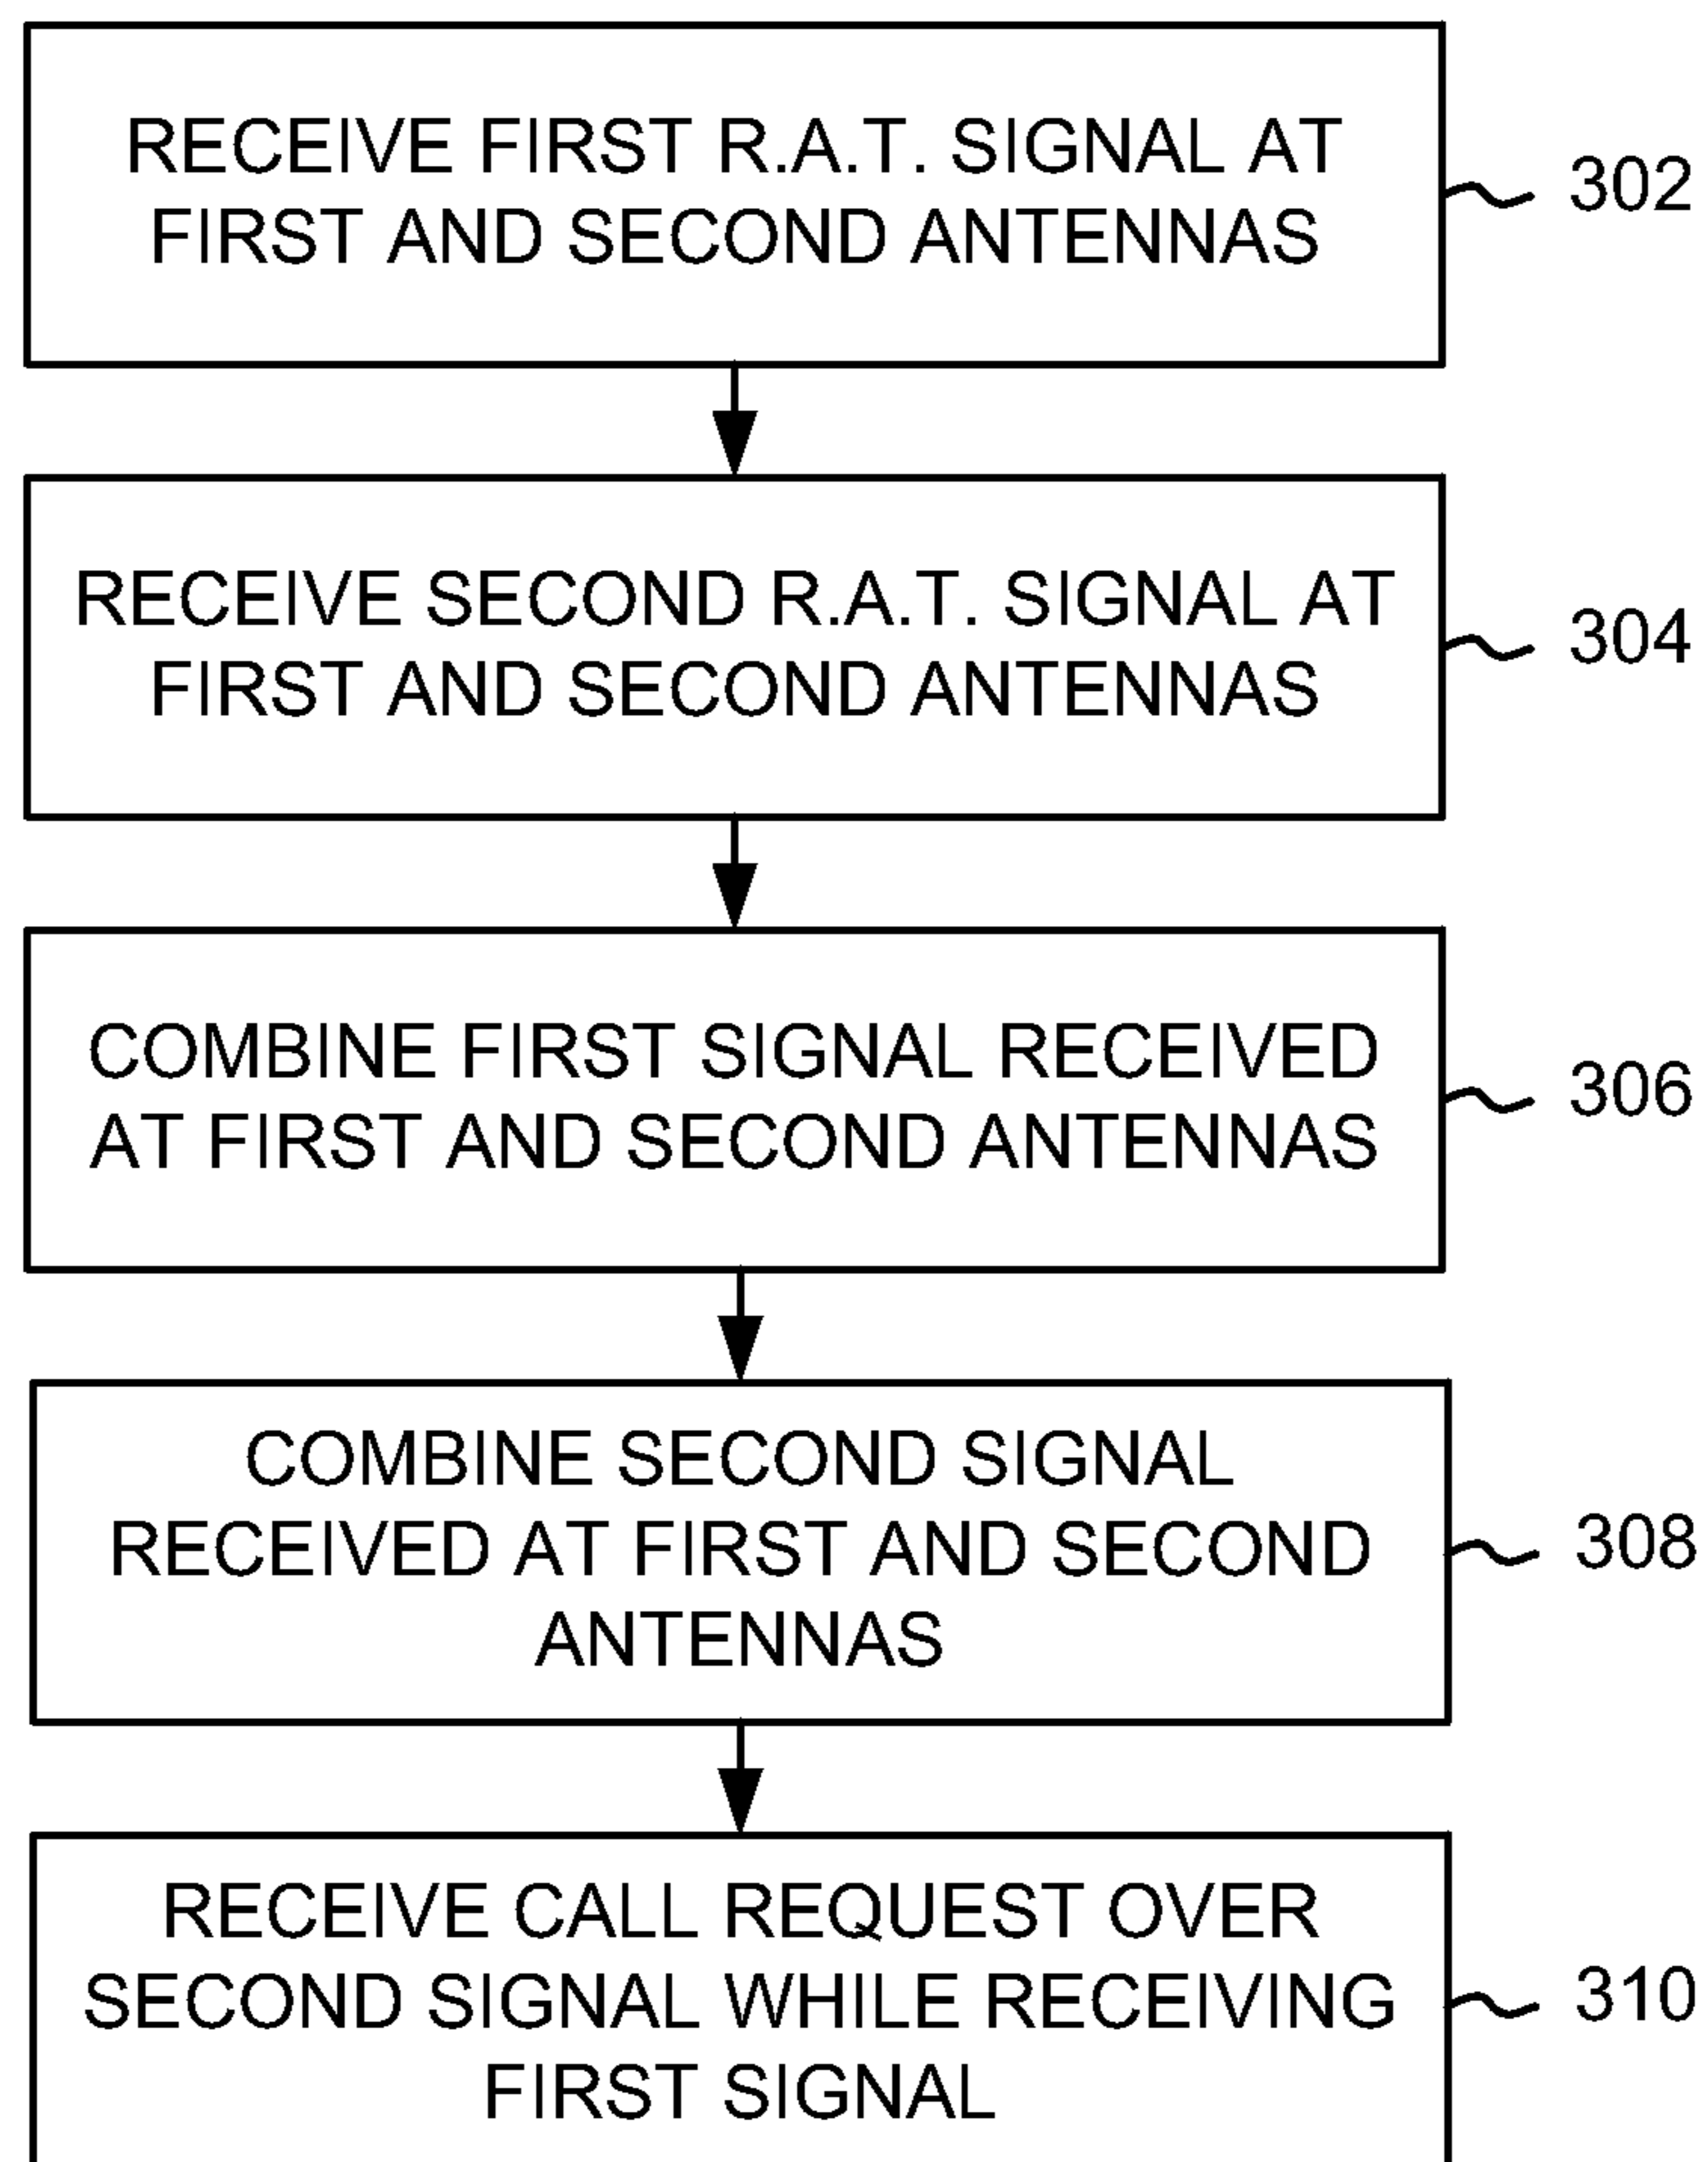 RECEIVE FIRST R.A.T. SIGNAL AT
FIRST AND SECOND ANTENNAS
302
RECEIVE SECOND R.A.T. SIGNAL AT
FIRST AND SECOND ANTENNAS
304
COMBINE FIRST SIGNAL RECEIVED
AT FIRST AND SECOND ANTENNAS
306
COMBINE SECOND SIGNAL
RECEIVED AT FIRST AND SECOND
ANTENNAS
308
RECEIVE CALL REQUEST OVER
SECOND SIGNAL WHILE RECEIVING
FIRST SIGNAL
310